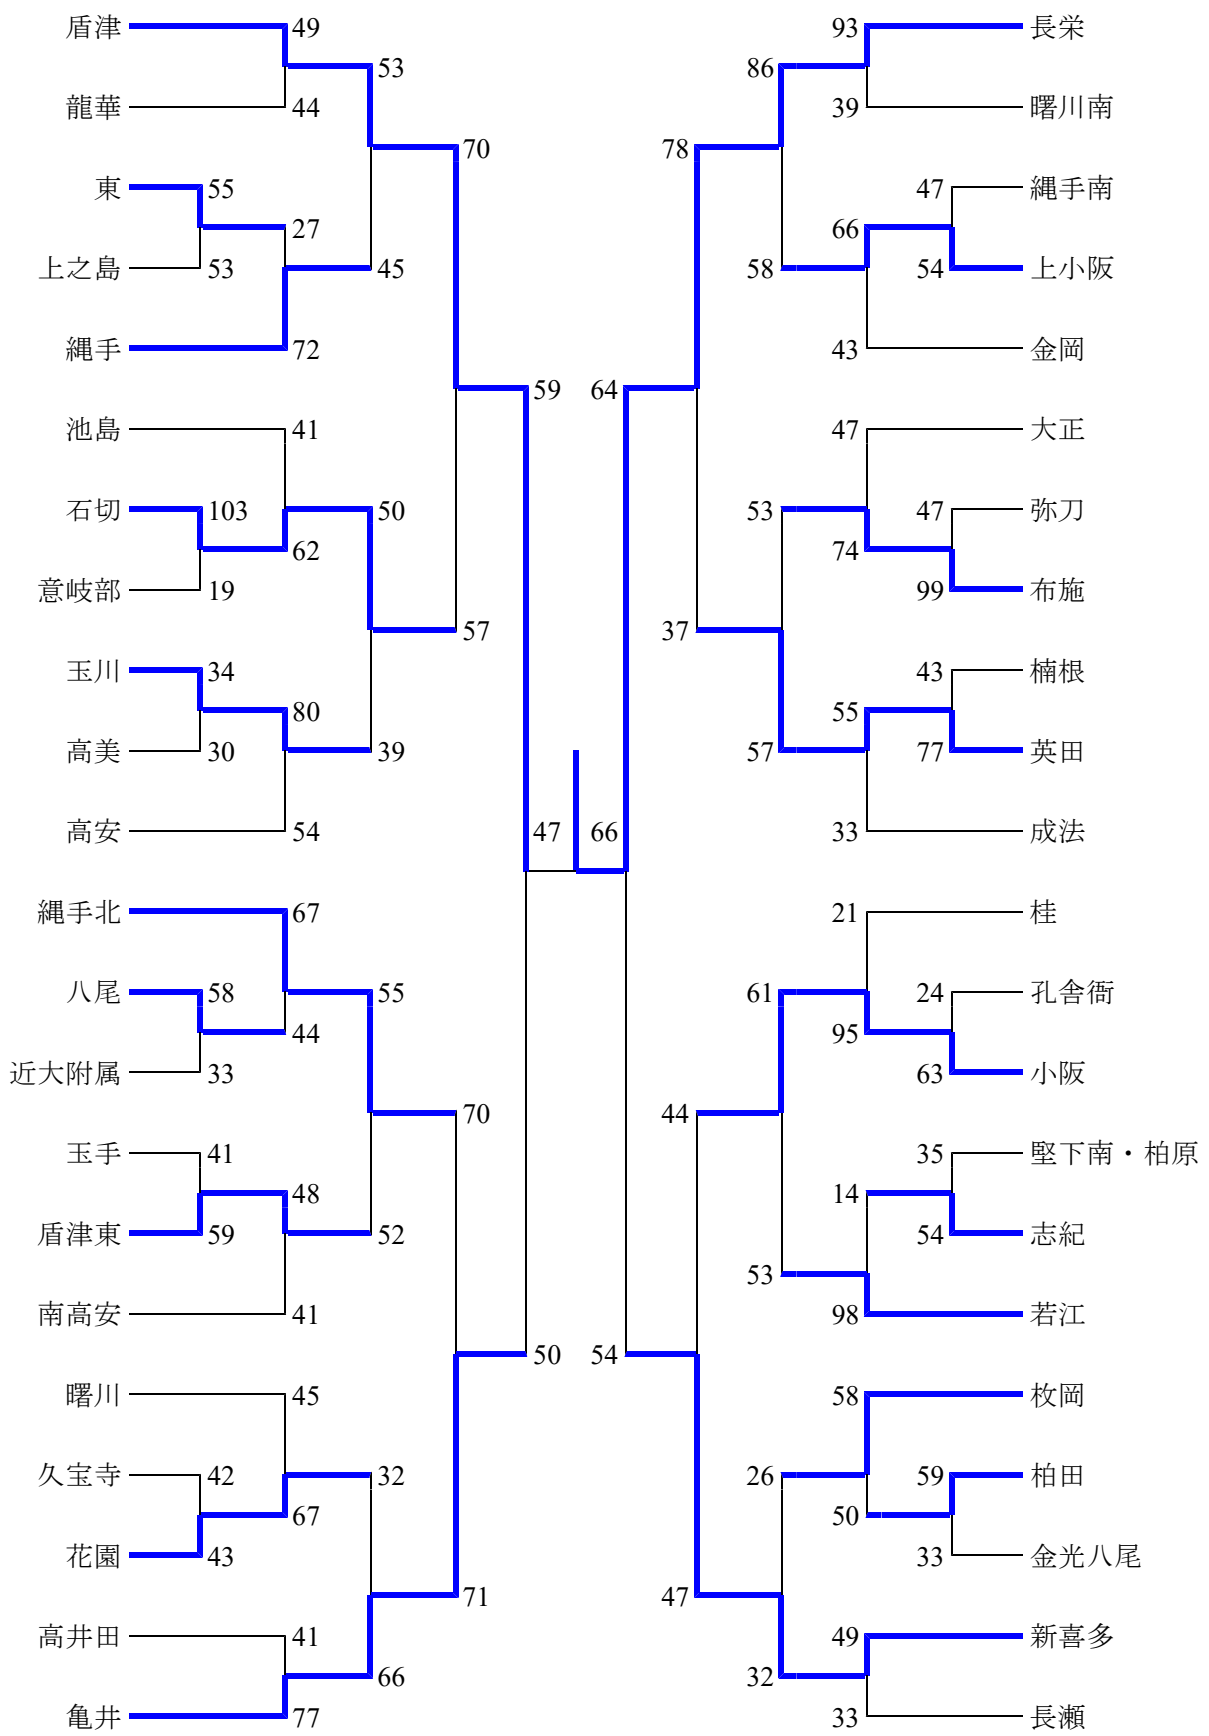 盾津 49 93 長栄
53 86
龍華 44 39 曙川南
70 78
東 55 47 縄手南
27 66
上之島 53 45 58 54 上小阪
縄手 72 43 金岡
59 64
池島 41 47 大正
石切 103 50 53 47 弥刀
62 74
意岐部 19 99 布施
57 37
玉川 34 43 楠根
80 55
高美 30 39 57 77 英田
高安 54 47 66 33 成法
縄手北 67 21 桂
八尾 58 55 61 24 孔舎衙
44 95
近大附属 33 63 小阪
70 44
玉手 41 35 堅下南・柏原
48 14
盾津東 59 52 54 志紀
53
南高安 41 98 若江
50 54
曙川 45 58 枚岡
久宝寺 42 32 26 59 柏田
67 50
花園 43 33 金光八尾
71 47
高井田 41 49 新喜多
66 32
亀井 77 33 長瀬